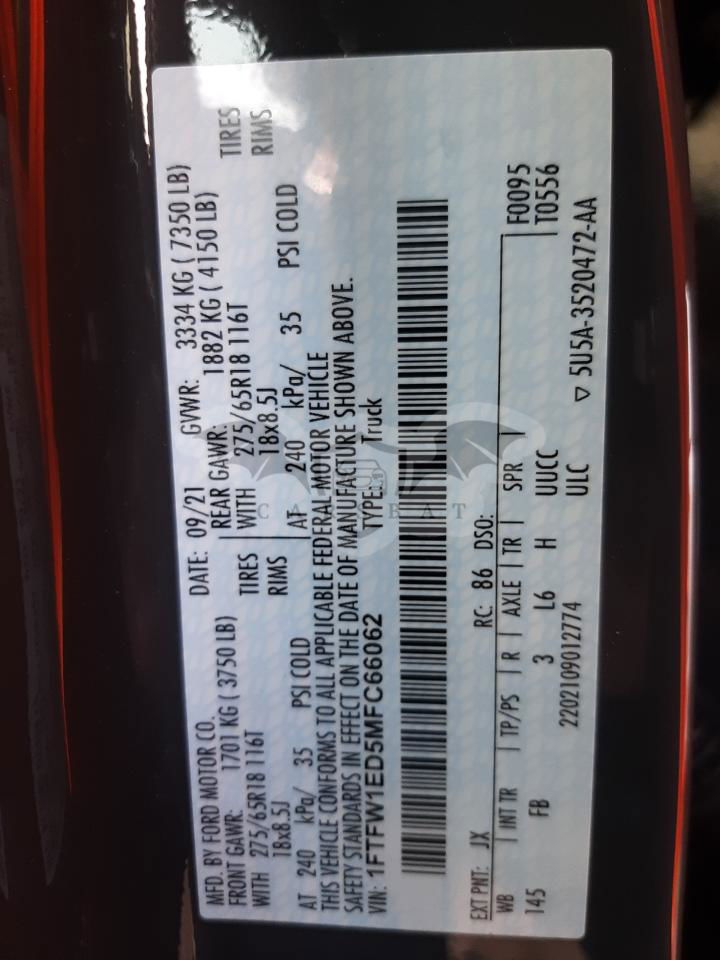 MFD. BY FORD MOTOR CO. DATE: 09/21 GVWR: 3334 KG ( 7350 LB)
FRONT GAWR: 1701 KG ( 3750 LB) REAR GAWR: 1882 KG ( 4150 LB)
WITH 275/65R18 116T TIRES WITH 275/65R18 116T TIRES
18x8.5J RIMS 18x8.5J RIMS
AT 240 kPa/ 35 PSI COLD AT 240 kPa/ 35 PSI COLD
THIS VEHICLE CONFORMS TO ALL APPLICABLE FEDERAL MOTOR VEHICLE
SAFETY STANDARDS IN EFFECT ON THE DATE OF MANUFACTURE SHOWN ABOVE.
VIN: 1FTFW1ED5MFC66062 TYPE: Truck
EXT PNT: JX RC: 86 DSO:
WB INT TR TP/PS R AXLE TR SPR F0095
145 FB 3 L6 H UUCC T0556
2202109012774 ULC ▽ 5U5A-3520472-AA